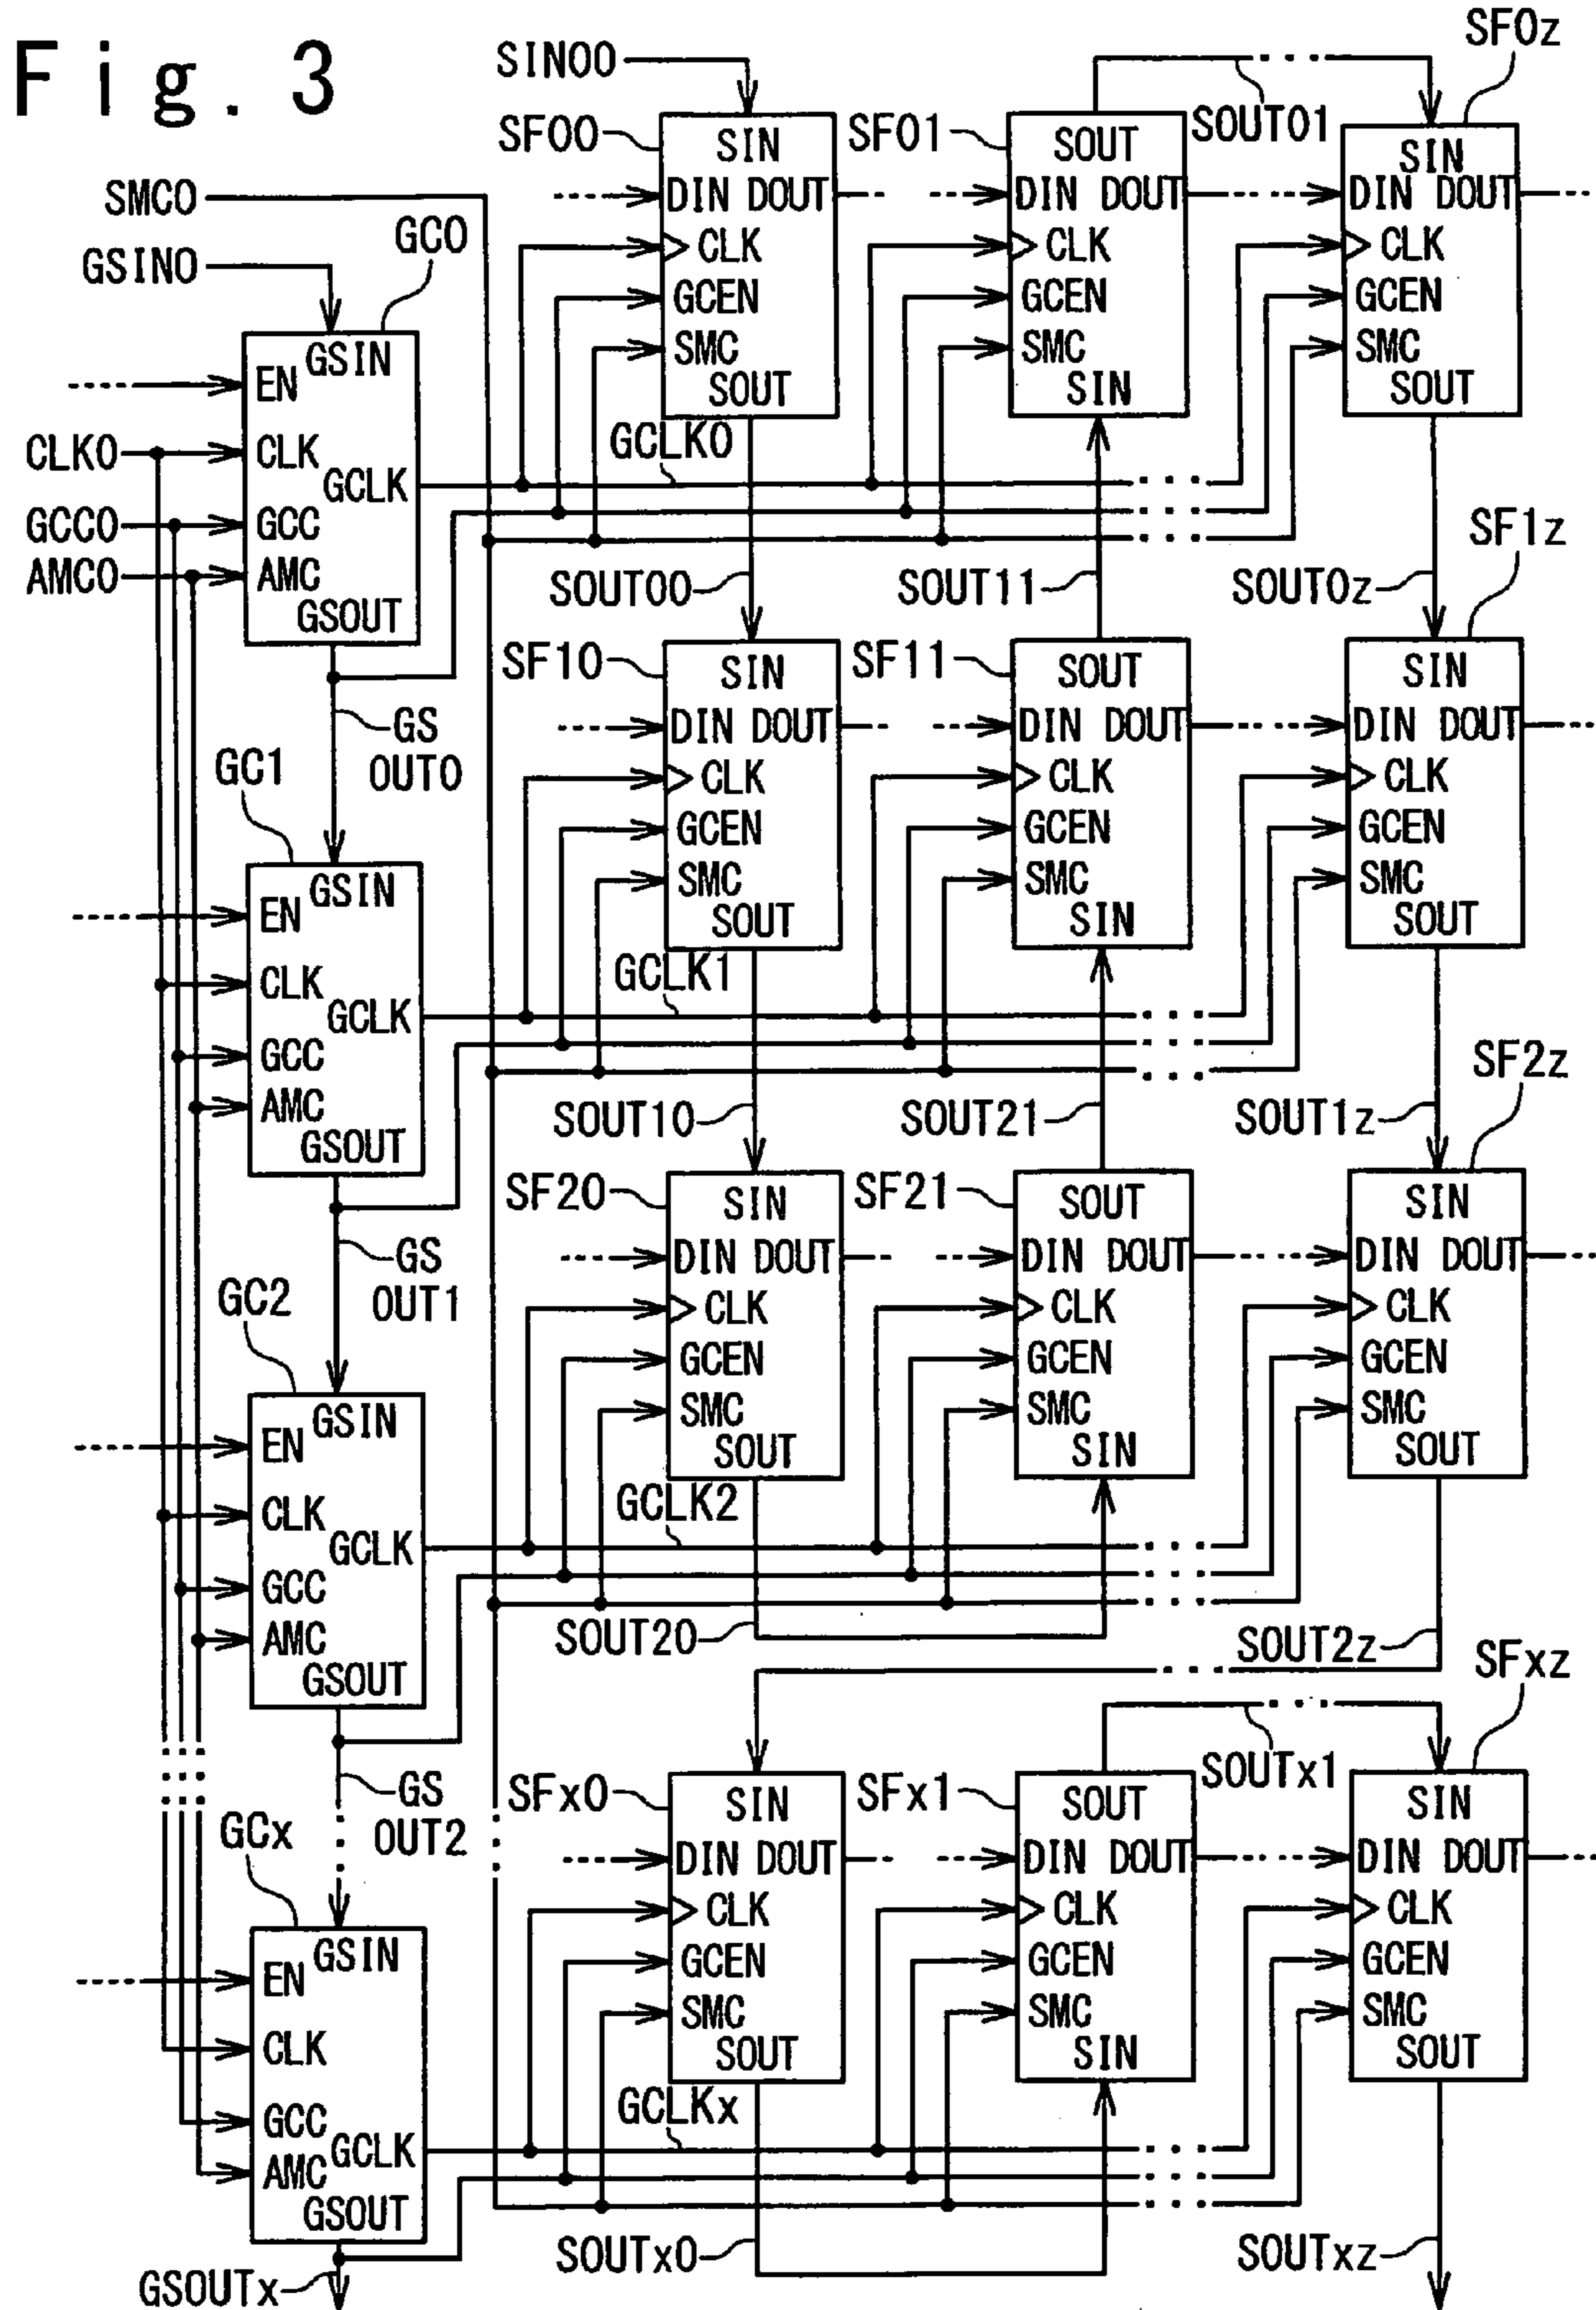 Fig. 3
SIN00
SF0z
SF00
SIN
DIN DOUT
CLK
GCEN
SMC
SOUT
SF01
SOUT
DIN DOUT
CLK
GCEN
SMC
SIN
SOUT01
SIN
DIN DOUT
CLK
GCEN
SMC
SOUT
SMC0
GSIN0
GC0
GSIN
EN
CLK
GCLK
GCC
AMC
GSOUT
CLK0
GCC0
AMC0
GCLK0
SOUT00
SOUT11
SOUT0z
SF1z
SF10
SIN
DIN DOUT
CLK
GCEN
SMC
SOUT
SF11
SOUT
DIN DOUT
CLK
GCEN
SMC
SIN
SIN
DIN DOUT
CLK
GCEN
SMC
SOUT
GS
OUT0
GC1
GSIN
EN
CLK
GCLK
GCC
AMC
GSOUT
GCLK1
SOUT10
SOUT21
SOUT1z
SF2z
SF20
SIN
DIN DOUT
CLK
GCEN
SMC
SOUT
SF21
SOUT
DIN DOUT
CLK
GCEN
SMC
SIN
SIN
DIN DOUT
CLK
GCEN
SMC
SOUT
GS
OUT1
GC2
GSIN
EN
CLK
GCLK
GCC
AMC
GSOUT
GCLK2
SOUT20
SOUT2z
SFxz
SFx0
SIN
DIN DOUT
CLK
GCEN
SMC
SOUT
SFx1
SOUT
DIN DOUT
CLK
GCEN
SMC
SIN
SOUTx1
SIN
DIN DOUT
CLK
GCEN
SMC
SOUT
GS
OUT2
GCx
GSIN
EN
CLK
GCC
GCLK
AMC
GSOUT
GCLKx
SOUTx0
SOUTxz
GSOUTx